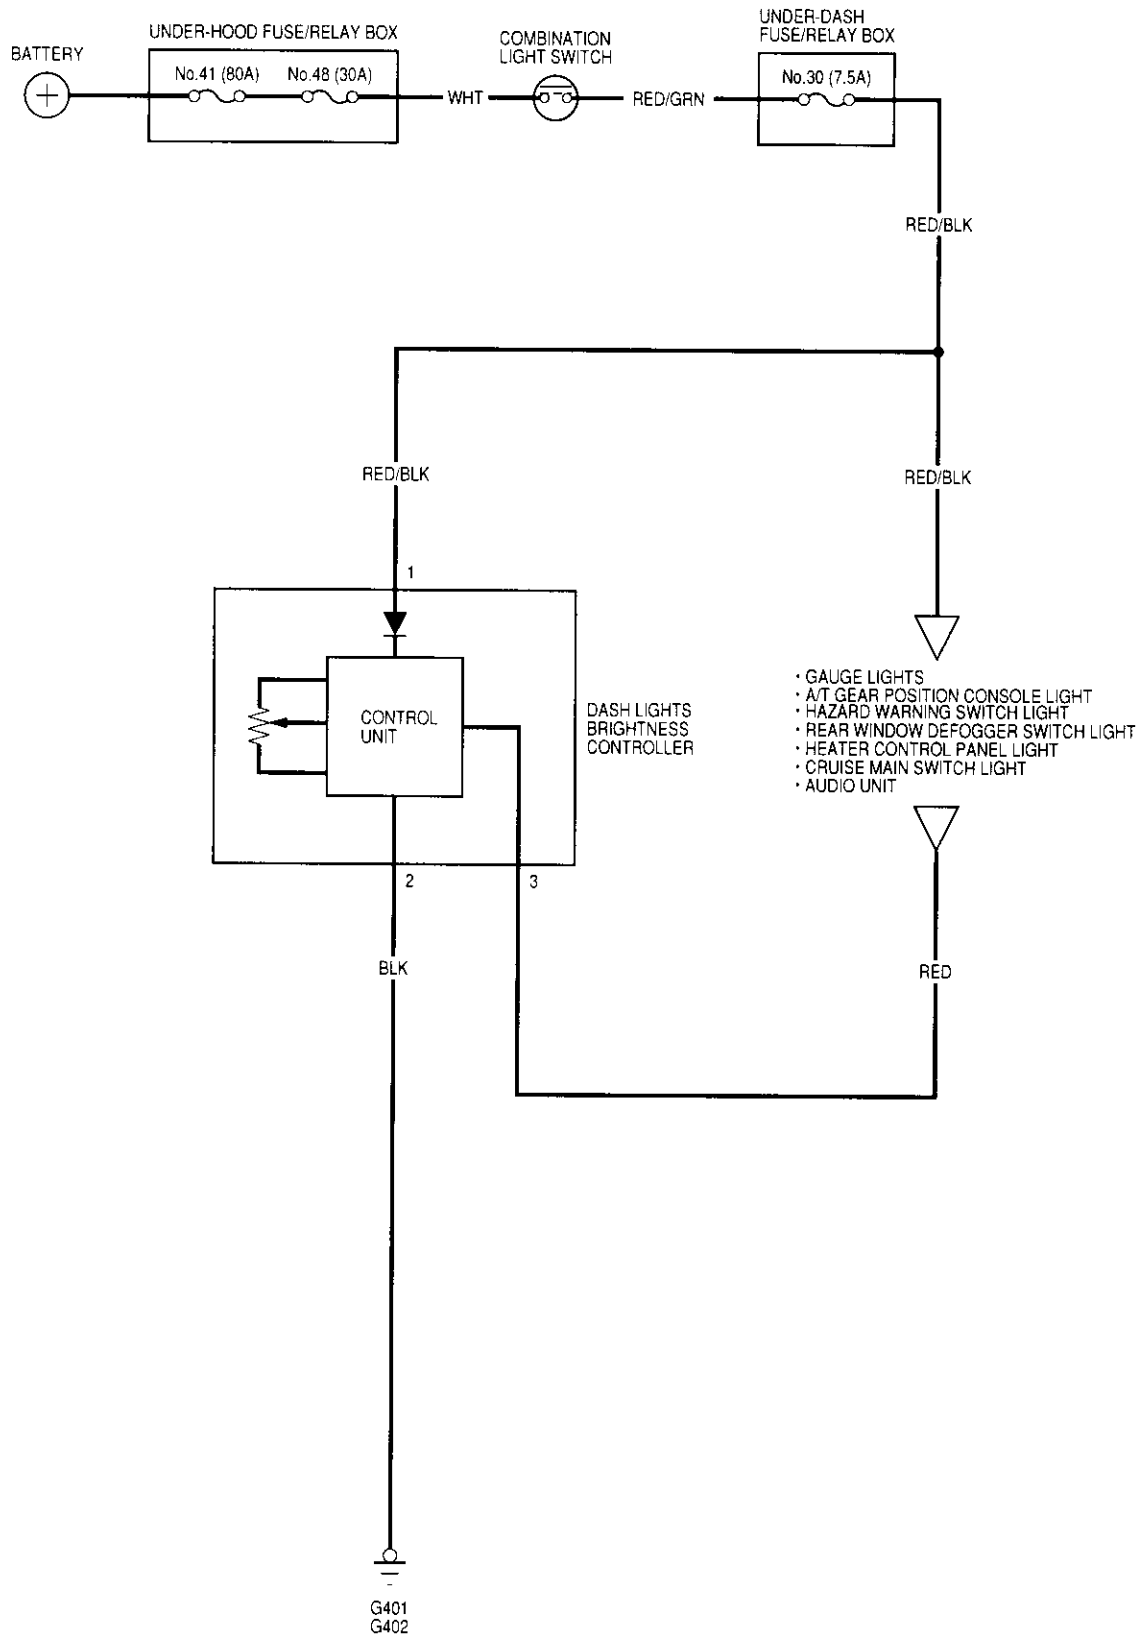 BATTERY
UNDER-HOOD FUSE/RELAY BOX
No.41 (80A) No.48 (30A)
WHT
COMBINATION
LIGHT SWITCH
RED/GRN
UNDER-DASH
FUSE/RELAY BOX
No.30 (7.5A)
RED/BLK
RED/BLK
RED/BLK
1
CONTROL
UNIT
DASH LIGHTS
BRIGHTNESS
CONTROLLER
• GAUGE LIGHTS
• A/T GEAR POSITION CONSOLE LIGHT
• HAZARD WARNING SWITCH LIGHT
• REAR WINDOW DEFOGGER SWITCH LIGHT
• HEATER CONTROL PANEL LIGHT
• CRUISE MAIN SWITCH LIGHT
• AUDIO UNIT
2
3
BLK
RED
G401
G402